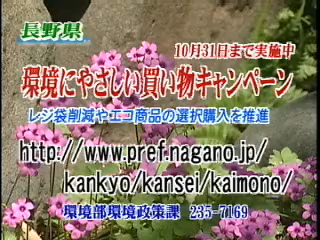 長野県
10月31日まで実施中
環境にやさしい買い物キャンペーン
レジ袋削減やエコ商品の選択購入を推進
http://www.pref.nagano.jp/
kankyo/kansei/kaimono/
環境部環境政策課 235-7169